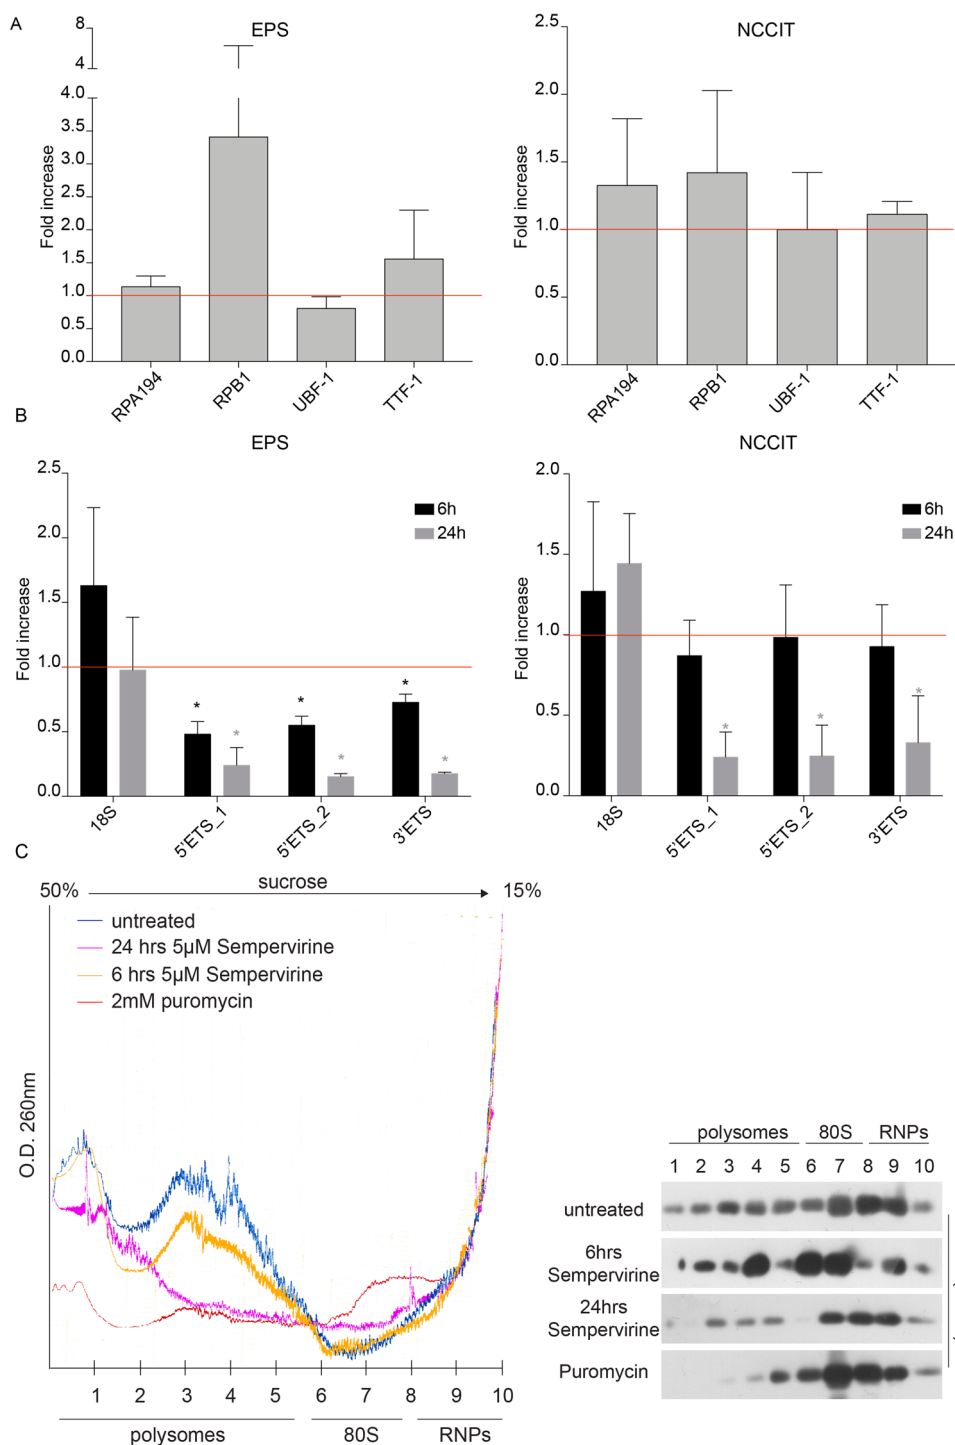 A
EPS
Fold increase
8
4
4.0
3.5
3.0
2.5
2.0
1.5
1.0
0.5
0.0
RPA194
RPB1
UBF-1
TTF-1
NCCIT
Fold increase
2.5
2.0
1.5
1.0
0.5
0.0
RPA194
RPB1
UBF-1
TTF-1
B
EPS
Fold increase
2.5
2.0
1.5
1.0
0.5
0.0
6h
24h
* * * * * *
18S
5'ETS_1
5'ETS_2
3'ETS
NCCIT
Fold increase
2.0
1.5
1.0
0.5
0.0
6h
24h
* * *
18S
5'ETS_1
5'ETS_2
3'ETS
C
50% sucrose 15%
untreated
24 hrs 5µM Sempervirine
6 hrs 5µM Sempervirine
2mM puromycin
O.D. 260nm
1 2 3 4 5 6 7 8 9 10
polysomes 80S RNPs
polysomes 80S RNPs
1 2 3 4 5 6 7 8 9 10
untreated
6hrs
Sempervirine
24hrs
Sempervirine
Puromycin